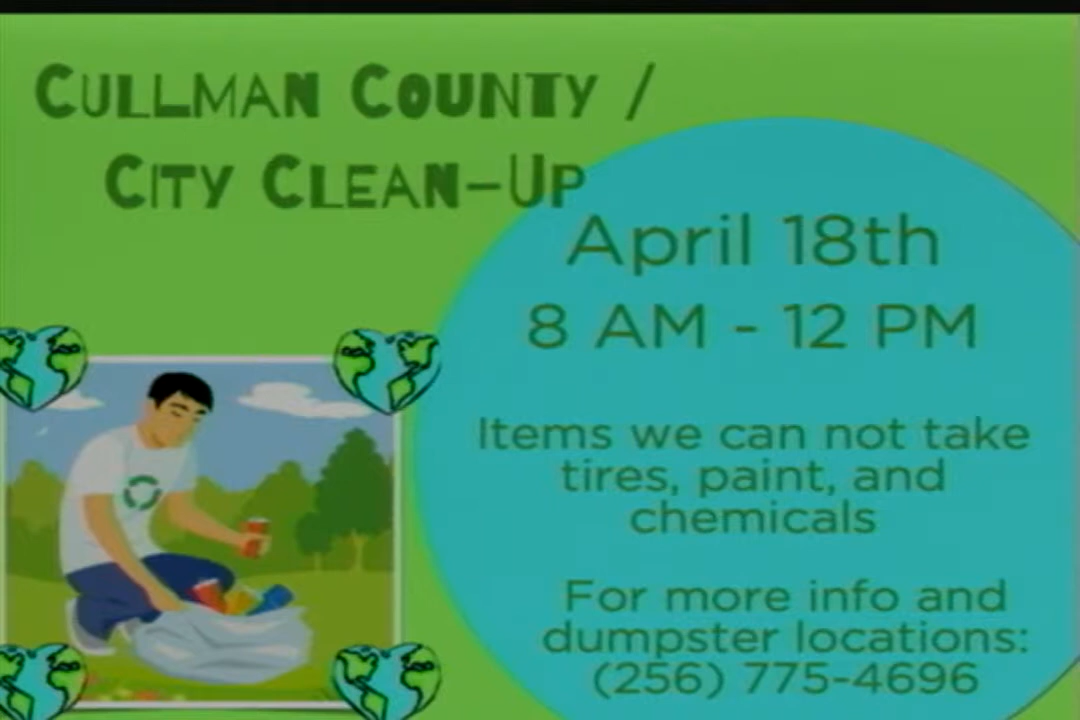 Cullman County /
City Clean-Up
April 18th
8 AM - 12 PM
Items we can not take
tires, paint, and
chemicals
For more info and
dumpster locations:
(256) 775-4696